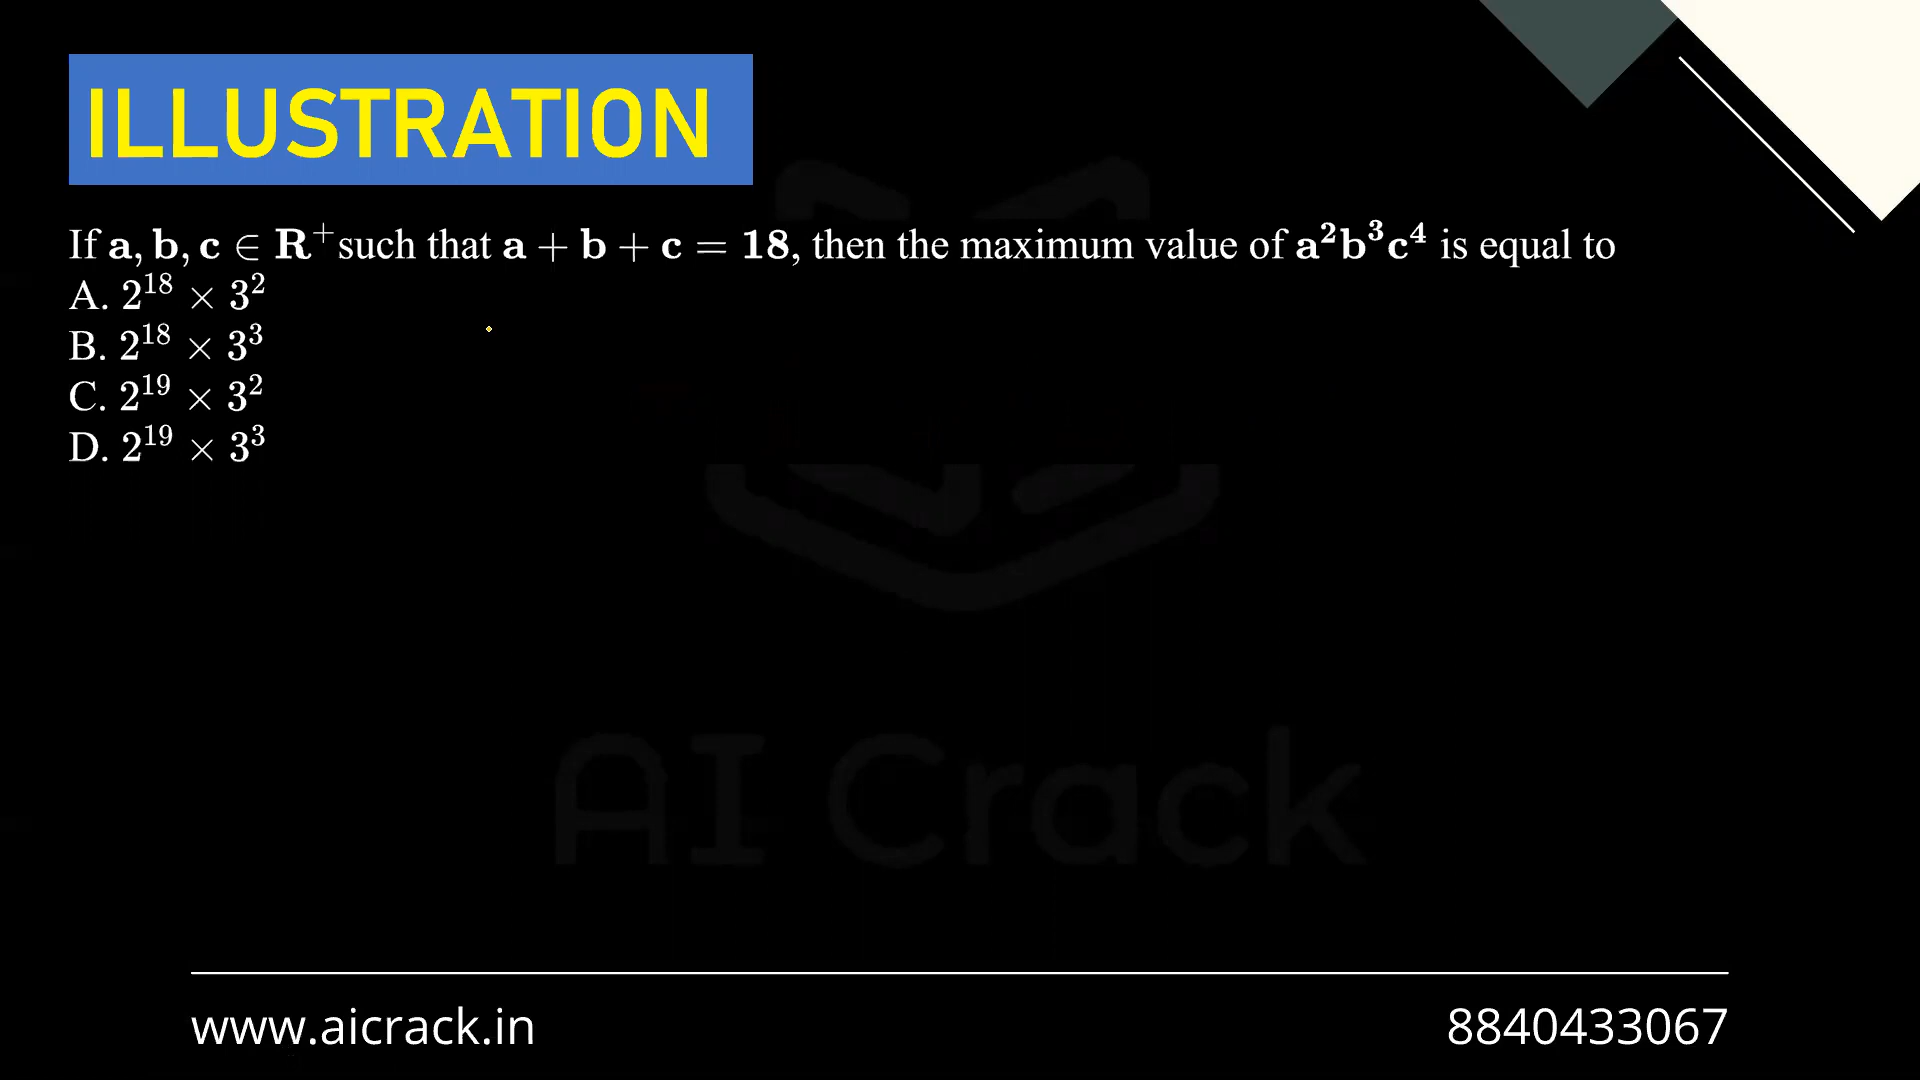 ILLUSTRATION
If a, b, c ∈ R⁺ such that a + b + c = 18, then the maximum value of a²b³c⁴ is equal to
A. 2¹⁸ × 3²
B. 2¹⁸ × 3³
C. 2¹⁹ × 3²
D. 2¹⁹ × 3³
AI Crack
www.aicrack.in
8840433067